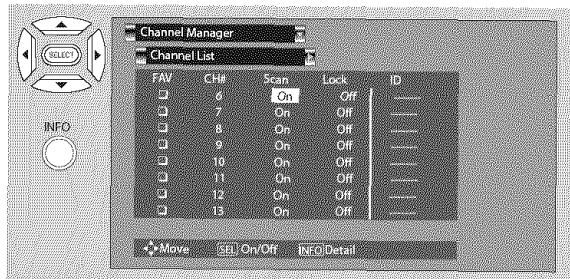 Channel Manager
Channel List
SELECT
FAV CH# Scan Lock ID
6 On Off
7 On Off
8 On Off
9 On Off
10 On Off
11 On Off
12 On Off
13 On Off
INFO
Move SEL On/Off INFO Detail